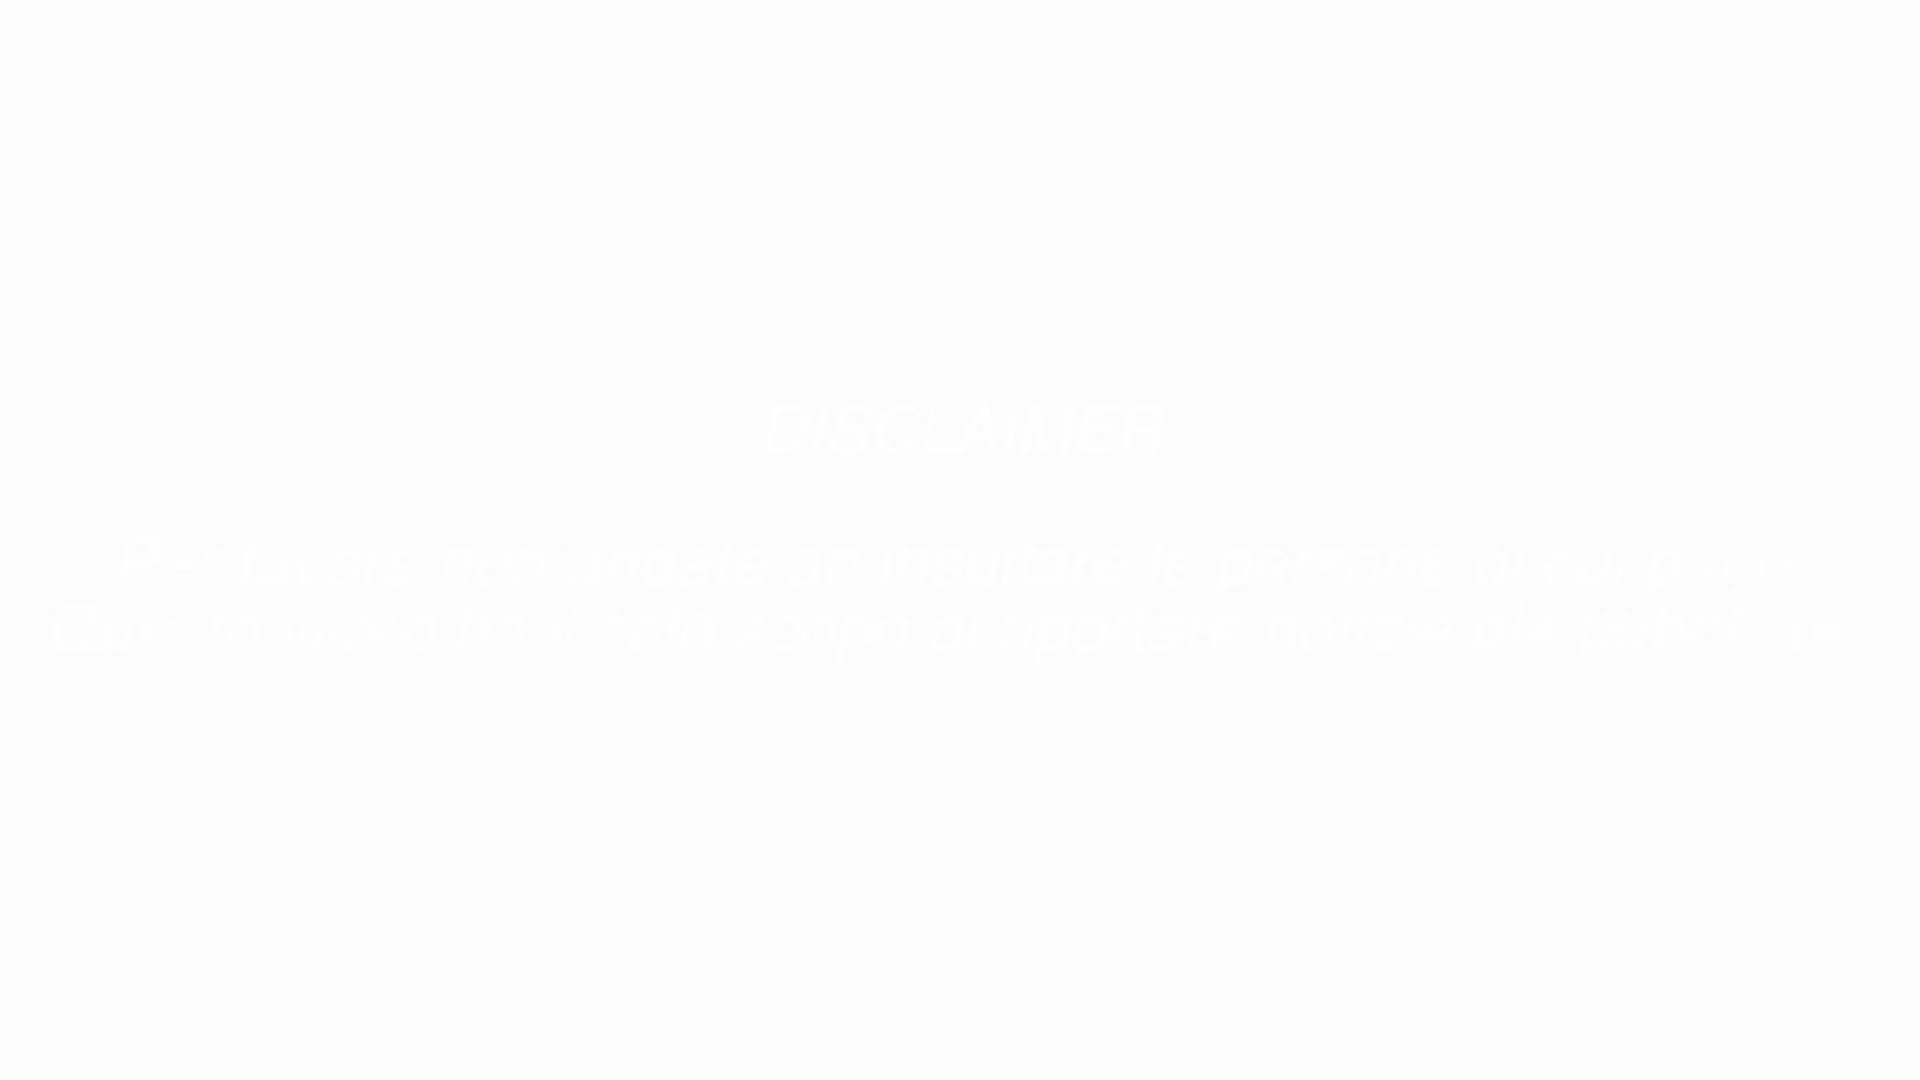 DISCLAIMER
Per favore non andate ad insultare le persone di cui parlo
Questo video ha il solo scopo di riportare notizie già pubbliche